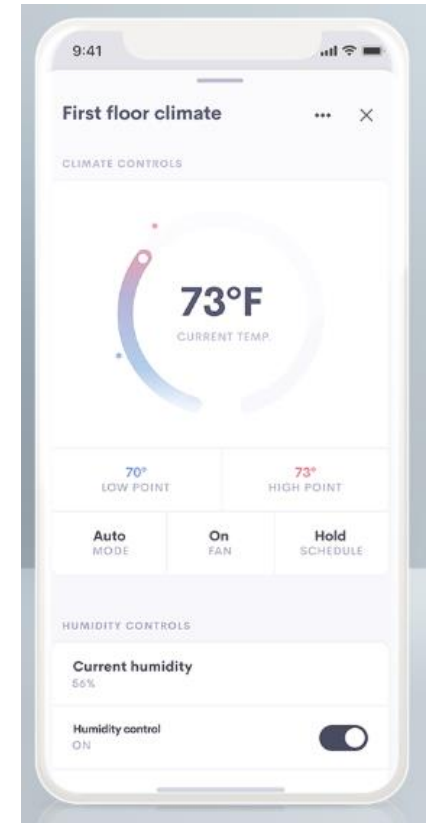 9:41
First floor climate
CLIMATE CONTROLS
73°F
CURRENT TEMP.
70° 73°
LOW POINT HIGH POINT
Auto On Hold
MODE FAN SCHEDULE
HUMIDITY CONTROLS
Current humidity
56%
Humidity control
ON